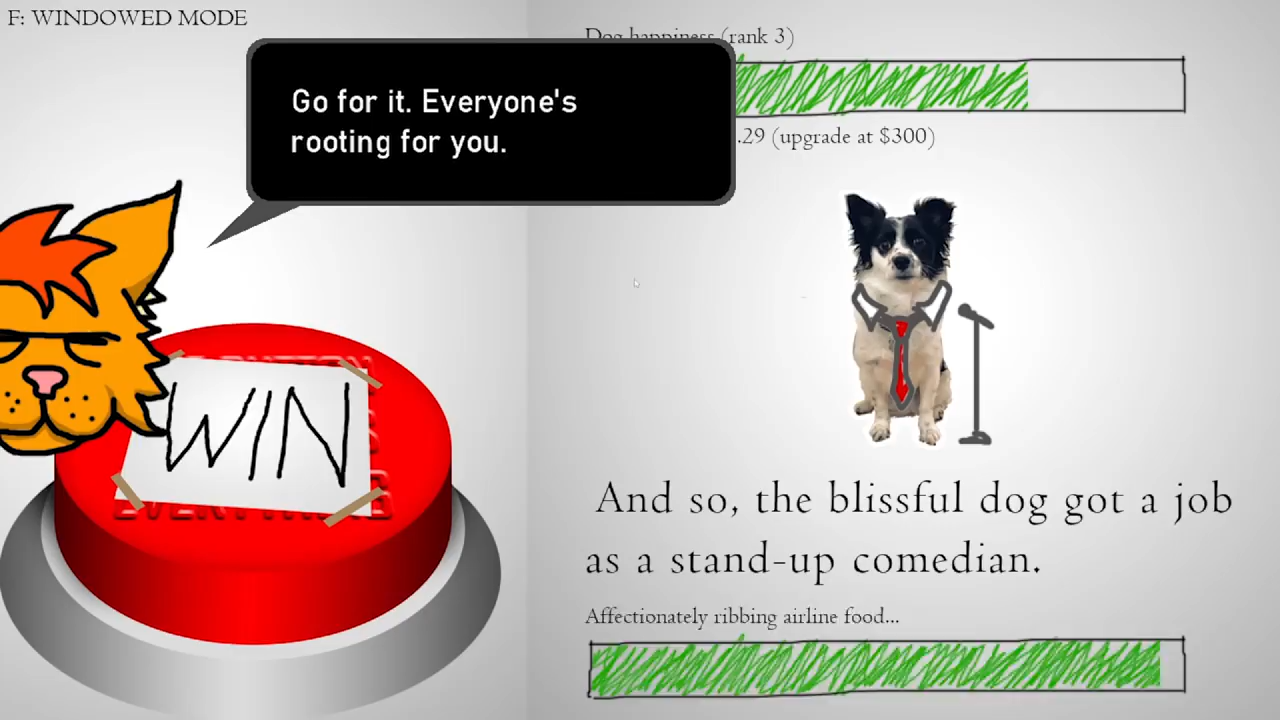 F: WINDOWED MODE
Dog happiness (rank 3)
Go for it. Everyone's
rooting for you.
.29 (upgrade at $300)
WIN
And so, the blissful dog got a job
as a stand-up comedian.
Affectionately ribbing airline food...